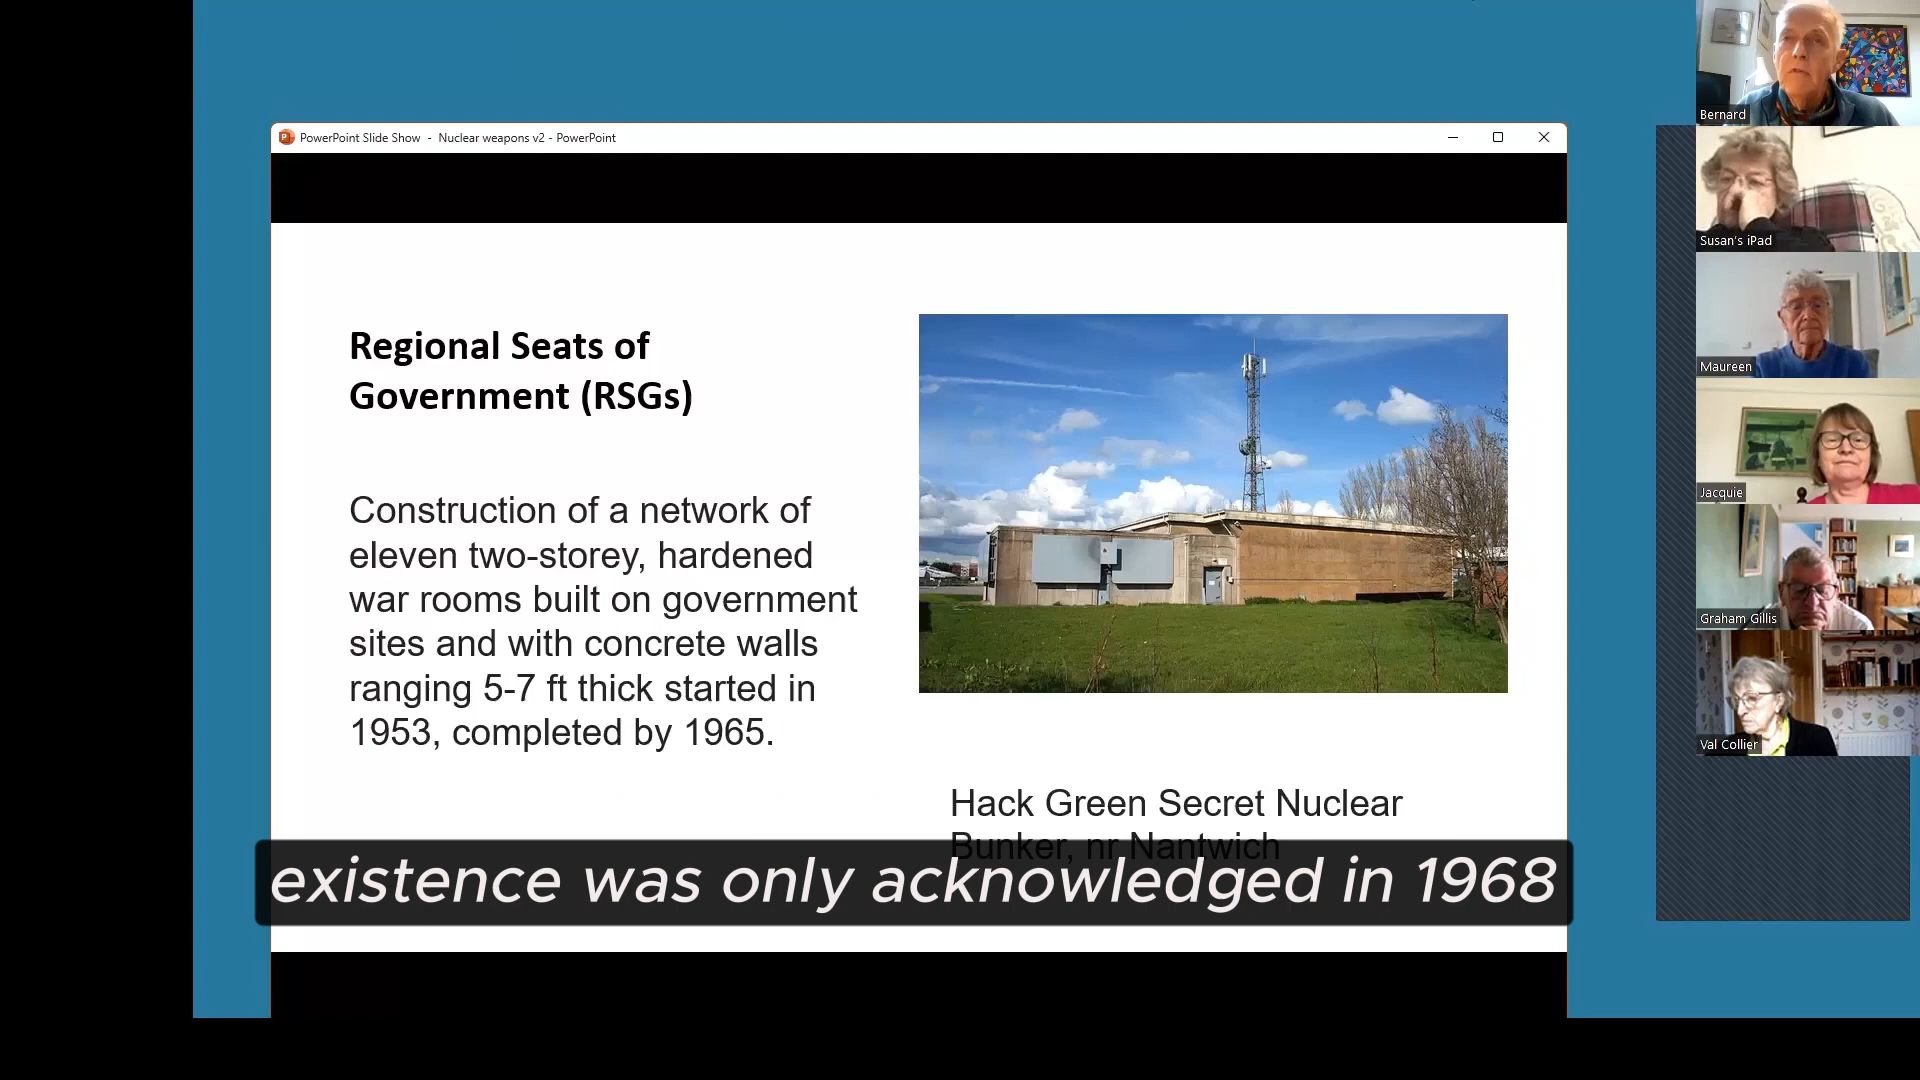 PowerPoint Slide Show - Nuclear weapons v2 - PowerPoint
Regional Seats of
Government (RSGs)
Construction of a network of
eleven two-storey, hardened
war rooms built on government
sites and with concrete walls
ranging 5-7 ft thick started in
1953, completed by 1965.
Hack Green Secret Nuclear
Bunker, nr Nantwich
existence was only acknowledged in 1968
Bernard
Susan's iPad
Maureen
Jacquie
Graham Gillis
Val Collier